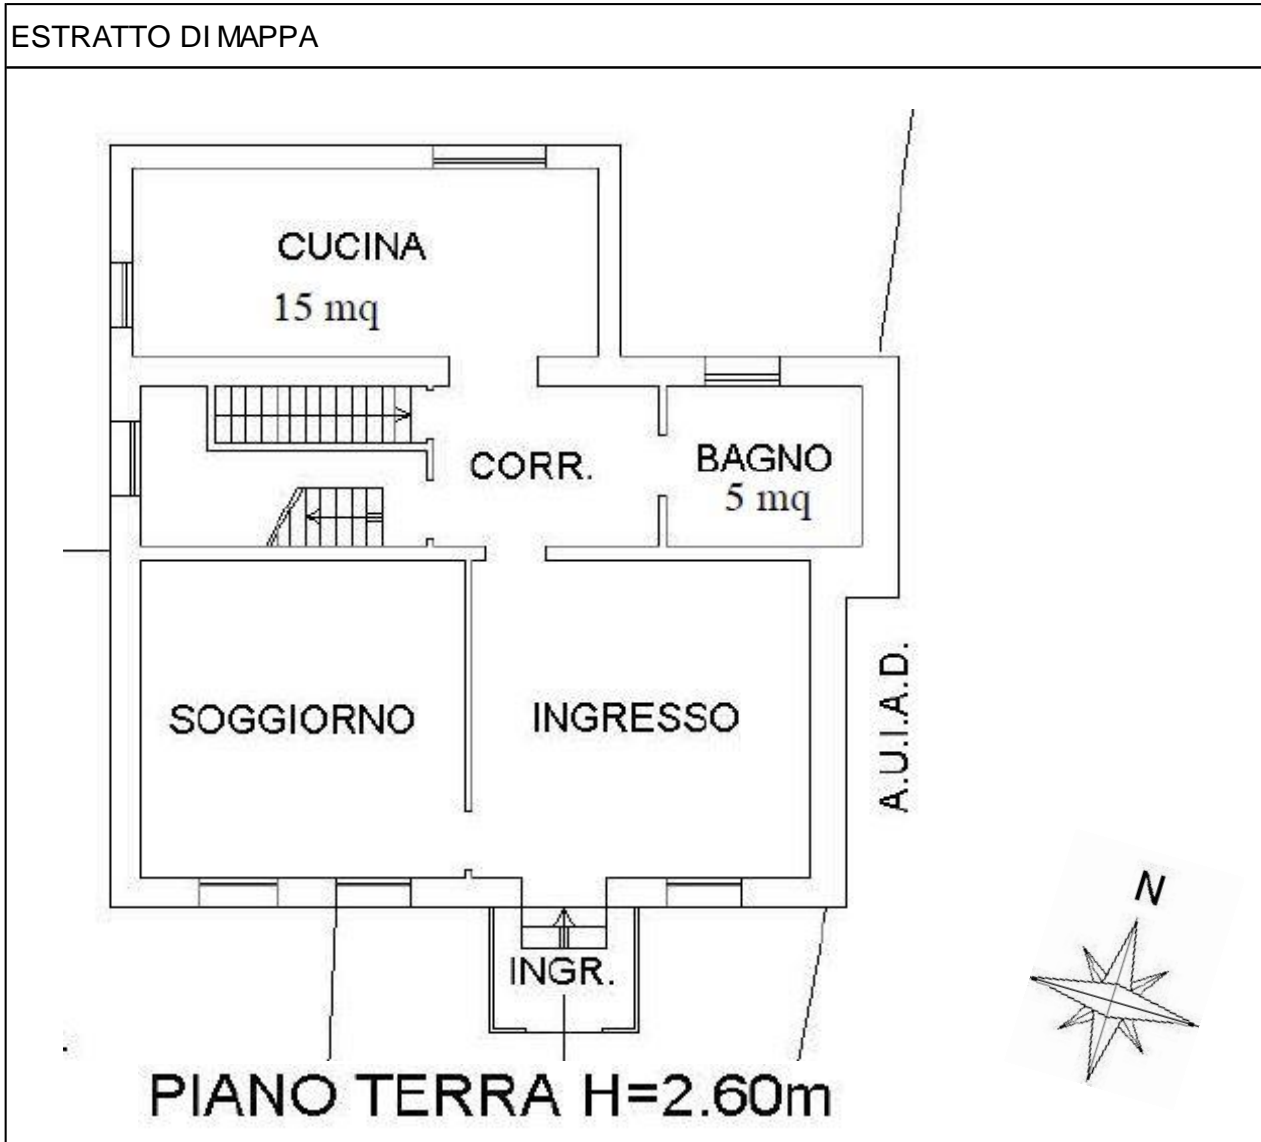 ESTRATTO DI MAPPA
CUCINA
15 mq
CORR.
BAGNO
5 mq
SOGGIORNO
INGRESSO
A.U.I.A.D.
N
INGR.
PIANO TERRA H=2.60m